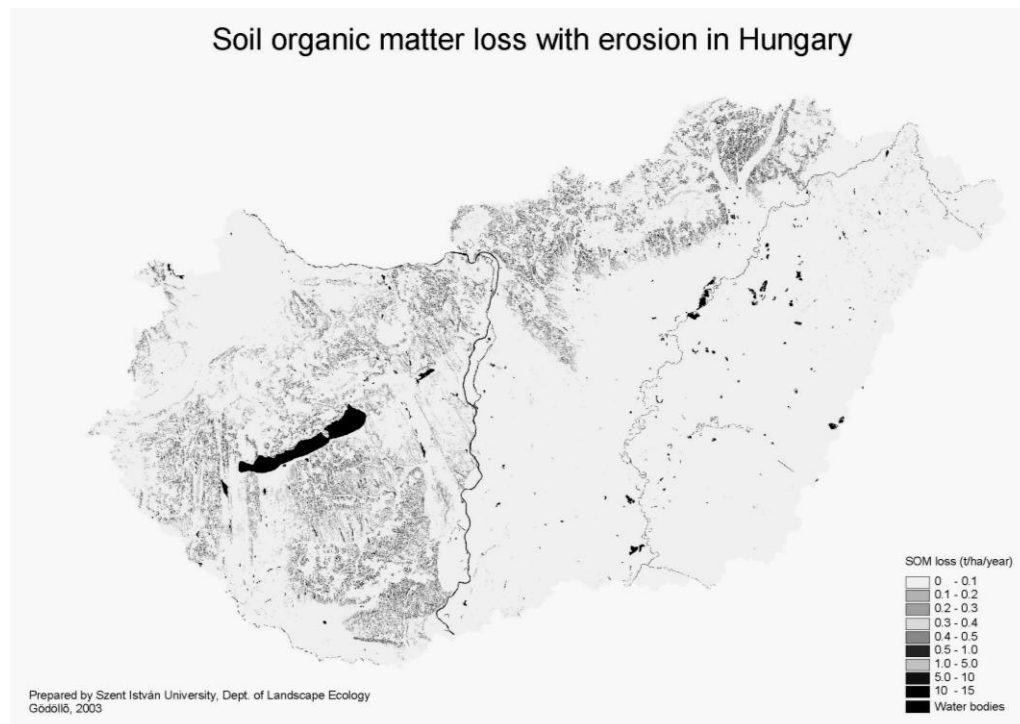 Soil organic matter loss with erosion in Hungary
SOM loss (t/ha/year)
0 - 0.1
0.1 - 0.2
0.2 - 0.3
0.3 - 0.4
0.4 - 0.5
0.5 - 1.0
1.0 - 5.0
5.0 - 10
10 - 15
Water bodies
Prepared by Szent István University, Dept. of Landscape Ecology
Gödöllő, 2003